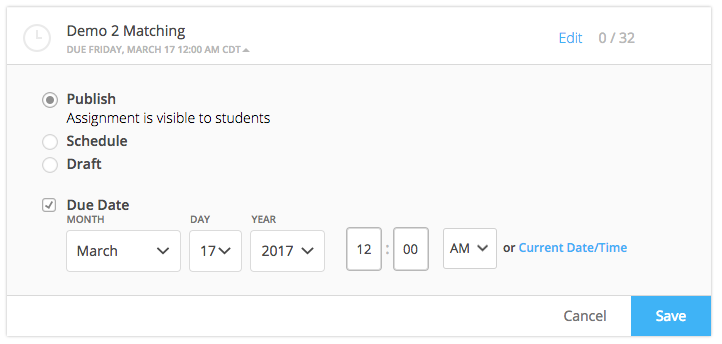 Demo 2 Matching
DUE FRIDAY, MARCH 17 12:00 AM CDT
Edit 0 / 32
Publish
Assignment is visible to students
Schedule
Draft
Due Date
MONTH DAY YEAR
March 17 2017 12 : 00 AM or Current Date/Time
Cancel Save